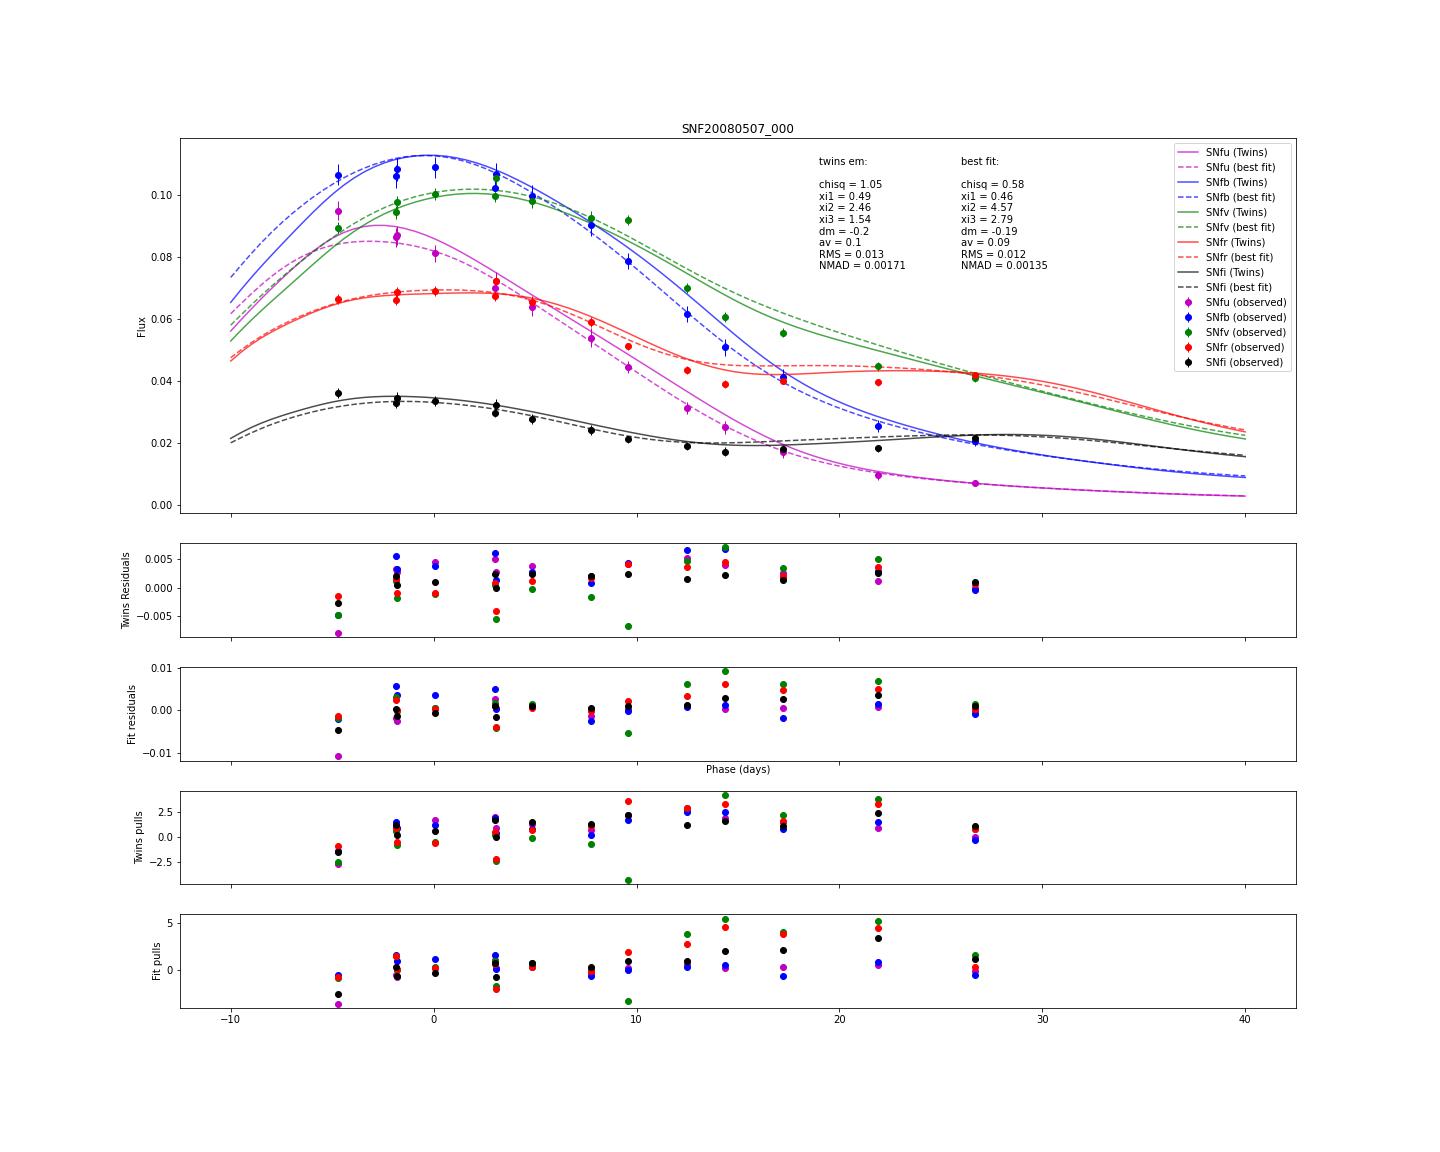 SNF20080507_000
twins em:
chisq = 1.05
xi1 = 0.49
xi2 = 2.46
xi3 = 1.54
dm = -0.2
av = 0.1
RMS = 0.013
NMAD = 0.00171
best fit:
chisq = 0.58
xi1 = 0.46
xi2 = 4.57
xi3 = 2.79
dm = -0.19
av = 0.09
RMS = 0.012
NMAD = 0.00135
SNfu (Twins)
SNfu (best fit)
SNfb (Twins)
SNfb (best fit)
SNfv (Twins)
SNfv (best fit)
SNfr (Twins)
SNfr (best fit)
SNfi (Twins)
SNfi (best fit)
SNfu (observed)
SNfb (observed)
SNfv (observed)
SNfr (observed)
SNfi (observed)
Flux
0.10
0.08
0.06
0.04
0.02
0.00
Twins Residuals
0.005
0.000
−0.005
Fit residuals
0.01
0.00
−0.01
Phase (days)
Twins pulls
2.5
0.0
−2.5
Fit pulls
5
0
−10
0
10
20
30
40